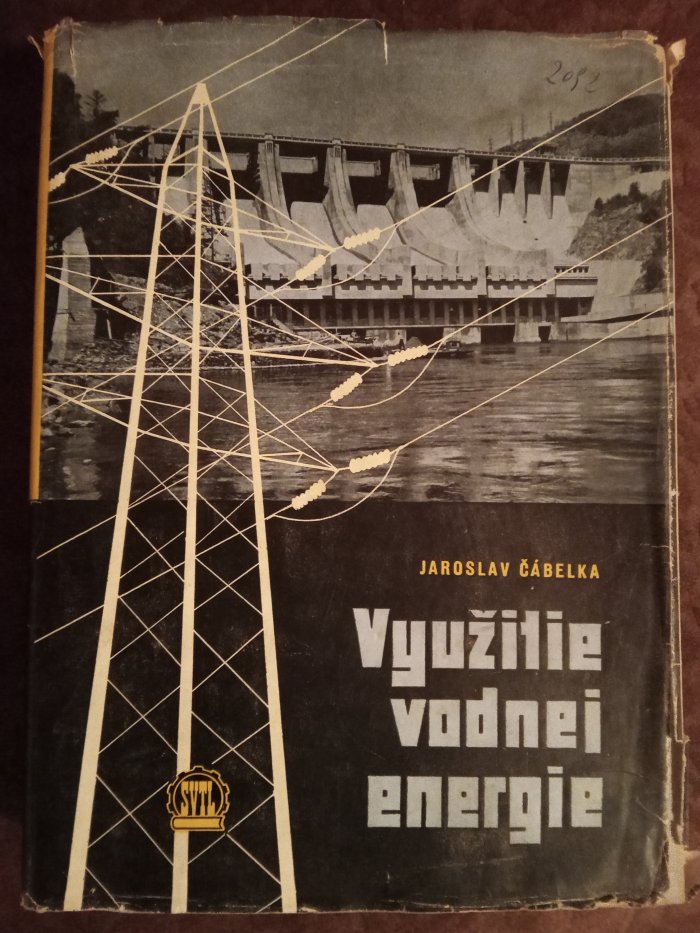 2092
JAROSLAV ČÁBELKA
Využitie
vodnej
energie
SVTL